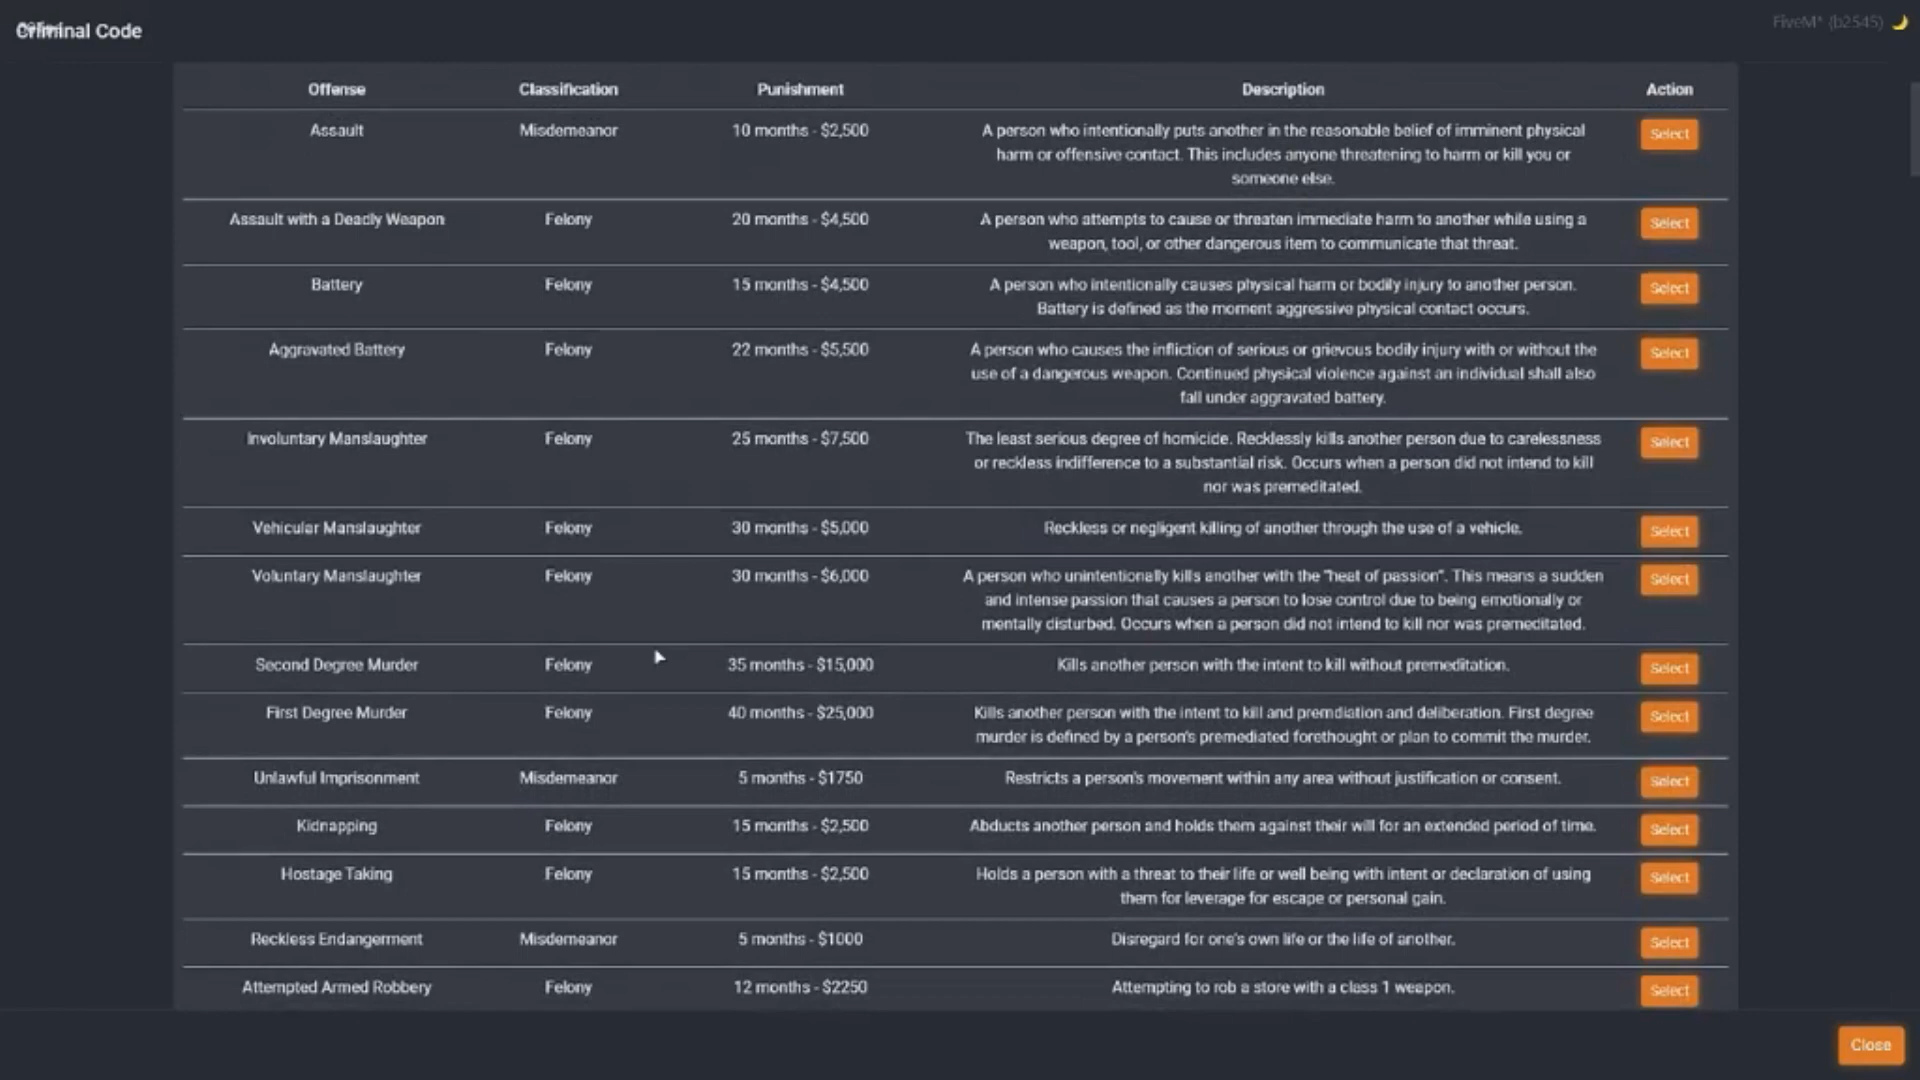 Criminal Code
FiveM* (b2545)
Offense Classification Punishment Description Action
Assault Misdemeanor 10 months - $2,500 A person who intentionally puts another in the reasonable belief of imminent physical Select
harm or offensive contact. This includes anyone threatening to harm or kill you or
someone else.
Assault with a Deadly Weapon Felony 20 months - $4,500 A person who attempts to cause or threaten immediate harm to another while using a Select
weapon, tool, or other dangerous item to communicate that threat.
Battery Felony 15 months - $4,500 A person who intentionally causes physical harm or bodily injury to another person. Select
Battery is defined as the moment aggressive physical contact occurs.
Aggravated Battery Felony 22 months - $5,500 A person who causes the infliction of serious or grievous bodily injury with or without the Select
use of a dangerous weapon. Continued physical violence against an individual shall also
fall under aggravated battery.
Involuntary Manslaughter Felony 25 months - $7,500 The least serious degree of homicide. Recklessly kills another person due to carelessness Select
or reckless indifference to a substantial risk. Occurs when a person did not intend to kill
nor was premeditated.
Vehicular Manslaughter Felony 30 months - $5,000 Reckless or negligent killing of another through the use of a vehicle. Select
Voluntary Manslaughter Felony 30 months - $6,000 A person who unintentionally kills another with the "heat of passion". This means a sudden Select
and intense passion that causes a person to lose control due to being emotionally or
mentally disturbed. Occurs when a person did not intend to kill nor was premeditated.
Second Degree Murder Felony 35 months - $15,000 Kills another person with the intent to kill without premeditation. Select
First Degree Murder Felony 40 months - $25,000 Kills another person with the intent to kill and premdiation and deliberation. First degree Select
murder is defined by a person's premediated forethought or plan to commit the murder.
Unlawful Imprisonment Misdemeanor 5 months - $1750 Restricts a person's movement within any area without justification or consent. Select
Kidnapping Felony 15 months - $2,500 Abducts another person and holds them against their will for an extended period of time. Select
Hostage Taking Felony 15 months - $2,500 Holds a person with a threat to their life or well being with intent or declaration of using Select
them for leverage for escape or personal gain.
Reckless Endangerment Misdemeanor 5 months - $1000 Disregard for one's own life or the life of another. Select
Attempted Armed Robbery Felony 12 months - $2250 Attempting to rob a store with a class 1 weapon. Select
Close